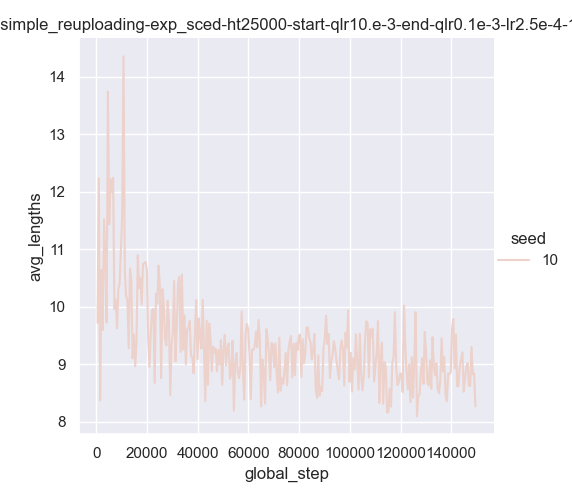 simple_reuploading-exp_sced-ht25000-start-qlr10.e-3-end-qlr0.1e-3-lr2.5e-4-1
14
13
12
11
10
9
8
avg_lengths
seed
10
0 20000 40000 60000 80000 100000 120000 140000
global_step